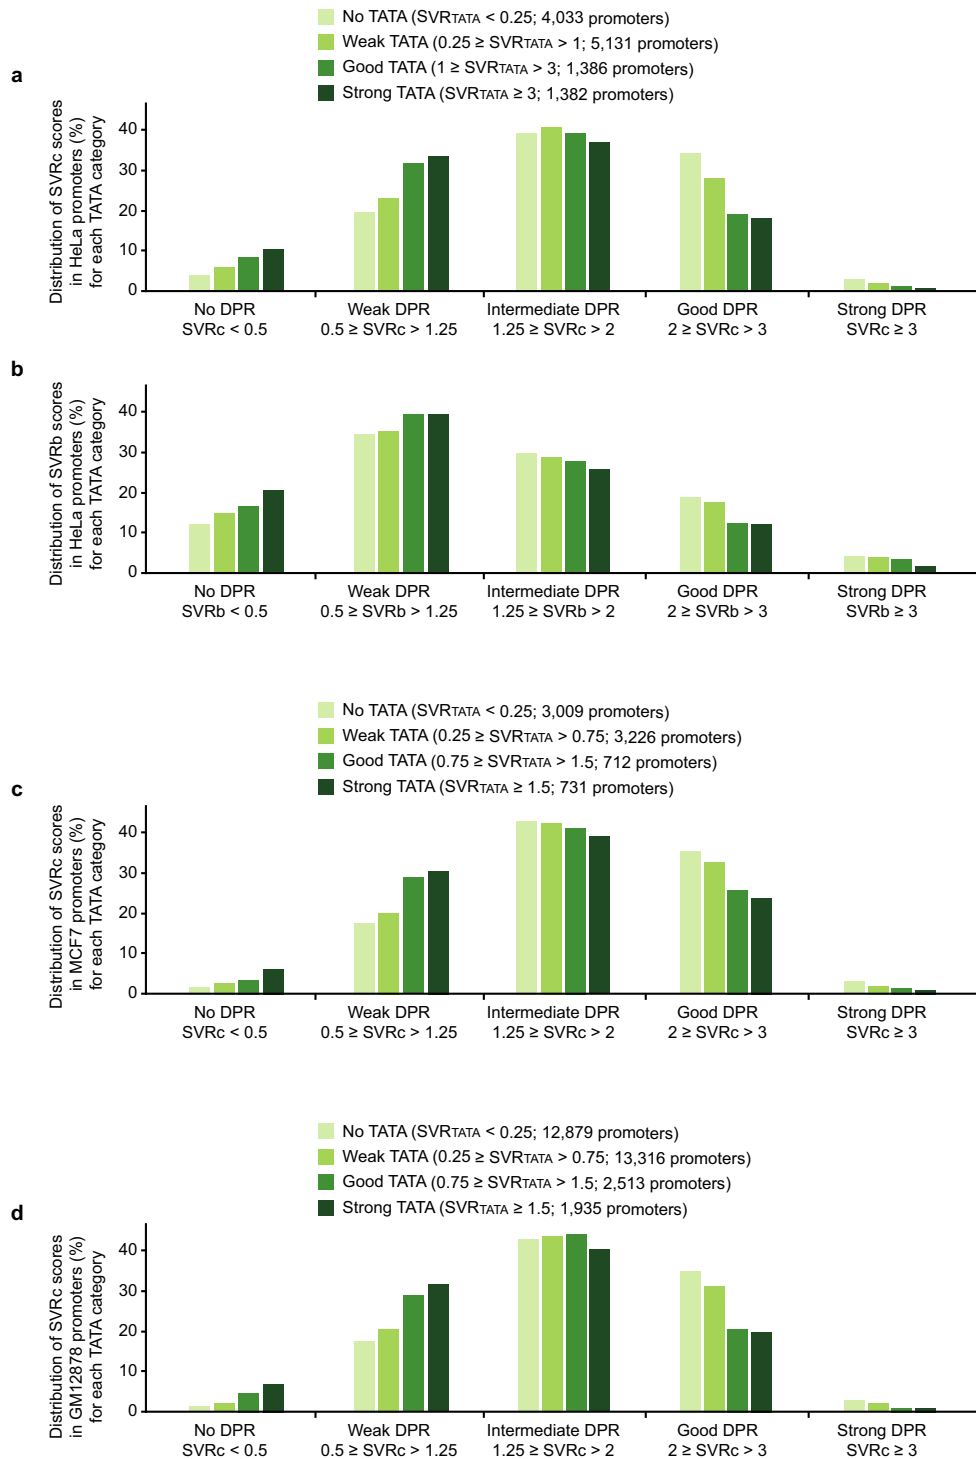 No TATA (SVRTATA < 0.25; 4,033 promoters)
Weak TATA (0.25 ≥ SVRTATA > 1; 5,131 promoters)
Good TATA (1 ≥ SVRTATA > 3; 1,386 promoters)
Strong TATA (SVRTATA ≥ 3; 1,382 promoters)
a
Distribution of SVRc scores
in HeLa promoters (%)
for each TATA category
40
30
20
10
0
No DPR
SVRc < 0.5
Weak DPR
0.5 ≥ SVRc > 1.25
Intermediate DPR
1.25 ≥ SVRc > 2
Good DPR
2 ≥ SVRc > 3
Strong DPR
SVRc ≥ 3
b
Distribution of SVRb scores
in HeLa promoters (%)
for each TATA category
40
30
20
10
0
No DPR
SVRb < 0.5
Weak DPR
0.5 ≥ SVRb > 1.25
Intermediate DPR
1.25 ≥ SVRb > 2
Good DPR
2 ≥ SVRb > 3
Strong DPR
SVRb ≥ 3
No TATA (SVRTATA < 0.25; 3,009 promoters)
Weak TATA (0.25 ≥ SVRTATA > 0.75; 3,226 promoters)
Good TATA (0.75 ≥ SVRTATA > 1.5; 712 promoters)
Strong TATA (SVRTATA ≥ 1.5; 731 promoters)
c
Distribution of SVRc scores
in MCF7 promoters (%)
for each TATA category
40
30
20
10
0
No DPR
SVRc < 0.5
Weak DPR
0.5 ≥ SVRc > 1.25
Intermediate DPR
1.25 ≥ SVRc > 2
Good DPR
2 ≥ SVRc > 3
Strong DPR
SVRc ≥ 3
No TATA (SVRTATA < 0.25; 12,879 promoters)
Weak TATA (0.25 ≥ SVRTATA > 0.75; 13,316 promoters)
Good TATA (0.75 ≥ SVRTATA > 1.5; 2,513 promoters)
Strong TATA (SVRTATA ≥ 1.5; 1,935 promoters)
d
Distribution of SVRc scores
in GM12878 promoters (%)
for each TATA category
40
30
20
10
0
No DPR
SVRc < 0.5
Weak DPR
0.5 ≥ SVRc > 1.25
Intermediate DPR
1.25 ≥ SVRc > 2
Good DPR
2 ≥ SVRc > 3
Strong DPR
SVRc ≥ 3